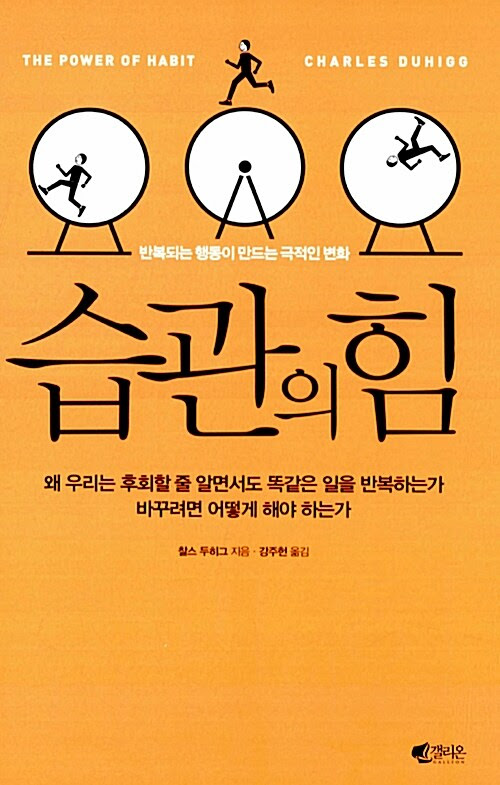 THE POWER OF HABIT
CHARLES DUHIGG
반복되는 행동이 만드는 극적인 변화
습관의 힘
왜 우리는 후회할 줄 알면서도 똑같은 일을 반복하는가
바꾸려면 어떻게 해야 하는가
찰스 두히그 지음 · 강주헌 옮김
갤리온
GALLEON